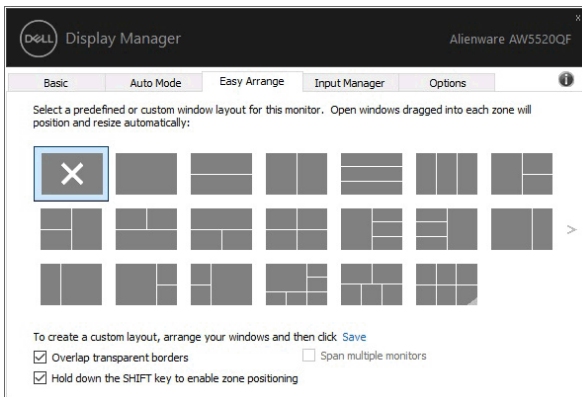 x
DELL Display Manager Alienware AW5520QF
Basic Auto Mode Easy Arrange Input Manager Options i
Select a predefined or custom window layout for this monitor. Open windows dragged into each zone will
position and resize automatically:
>
To create a custom layout, arrange your windows and then click Save
Overlap transparent borders Span multiple monitors
Hold down the SHIFT key to enable zone positioning